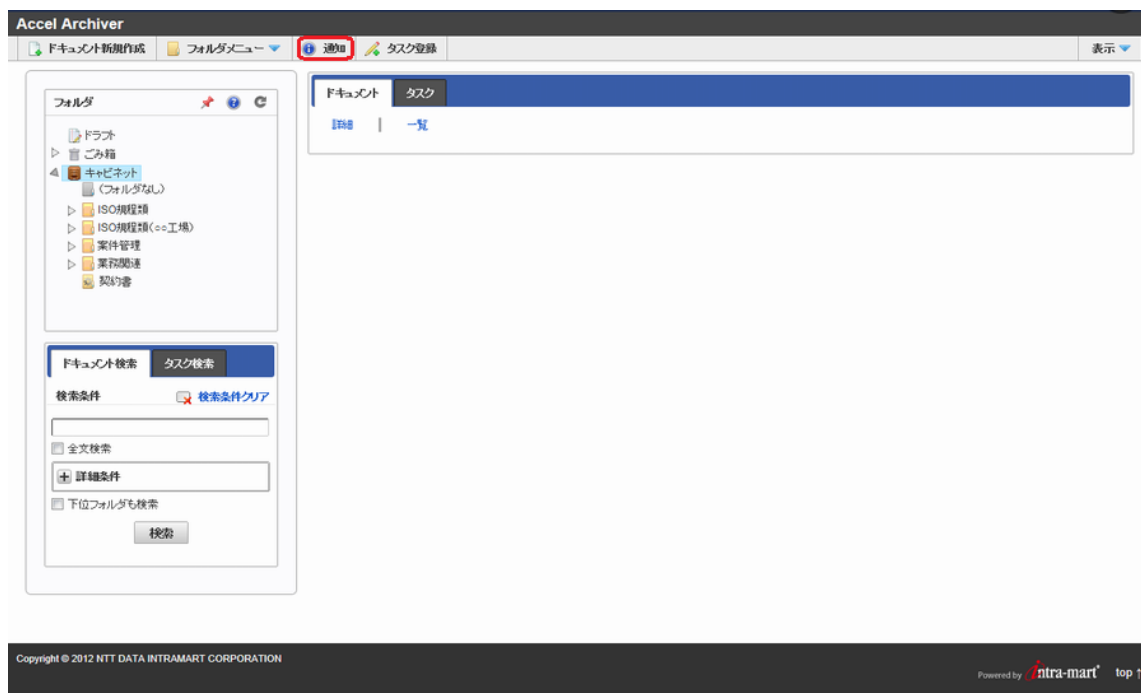 Accel Archiver
ドキュメント新規作成 フォルダメニュー 通知 タスク登録 表示
フォルダ
ドラフト
ごみ箱
キャビネット
(フォルダなし)
ISO規程類
ISO規程類(○○工場)
案件管理
業務関連
契約書
ドキュメント タスク
詳細 | 一覧
ドキュメント検索 タスク検索
検索条件 検索条件クリア
全文検索
詳細条件
下位フォルダも検索
検索
Copyright © 2012 NTT DATA INTRAMART CORPORATION
Powered by intra-mart top ↑